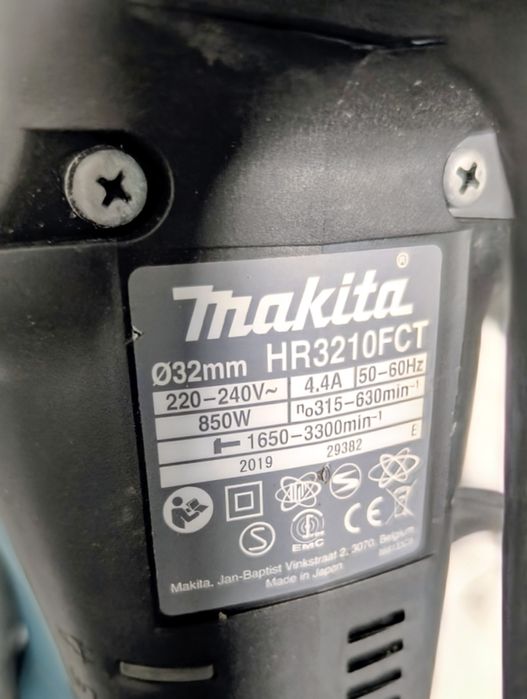 makita®
Ø32mm HR3210FCT
220–240V~ 4.4A 50–60Hz
850W n₀315–630min⁻¹
1650–3300min⁻¹
2019 29382 E
S
EMC
CE
Makita, Jan-Baptist Vinkstraat 2, 3070, Belgium
Made in Japan